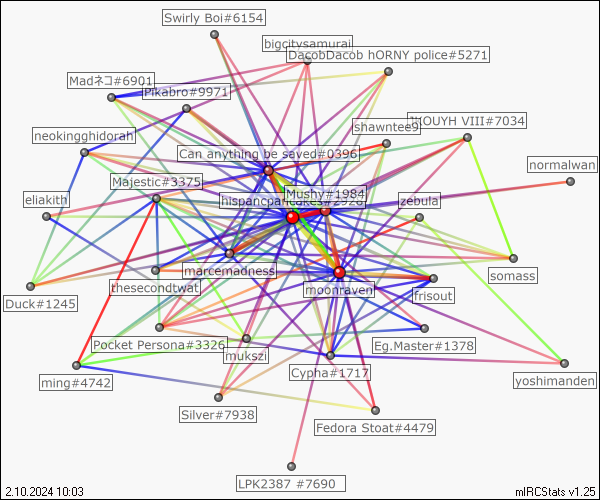 Swirly Boi#6154
bigcitysamurai
DacobDacob hORNY police#5271
Madネコ#6901
Pikabro#9971
shawntee9
VIII#7034
neokingghidorah
Can anything be saved#0396
normalwan
Majestic#3375
Mushy#1984
eliakith
zebula
marcemadness
somass
thesecondtwat
moonraven
frisout
Duck#1245
Pocket Persona#3326
Eg.Master#1378
mukszi
Cypha#1717
ming#4742
yoshimanden
Silver#7938
Fedora Stoat#4479
LPK2387 #7690
2.10.2024 10:03
mIRCStats v1.25